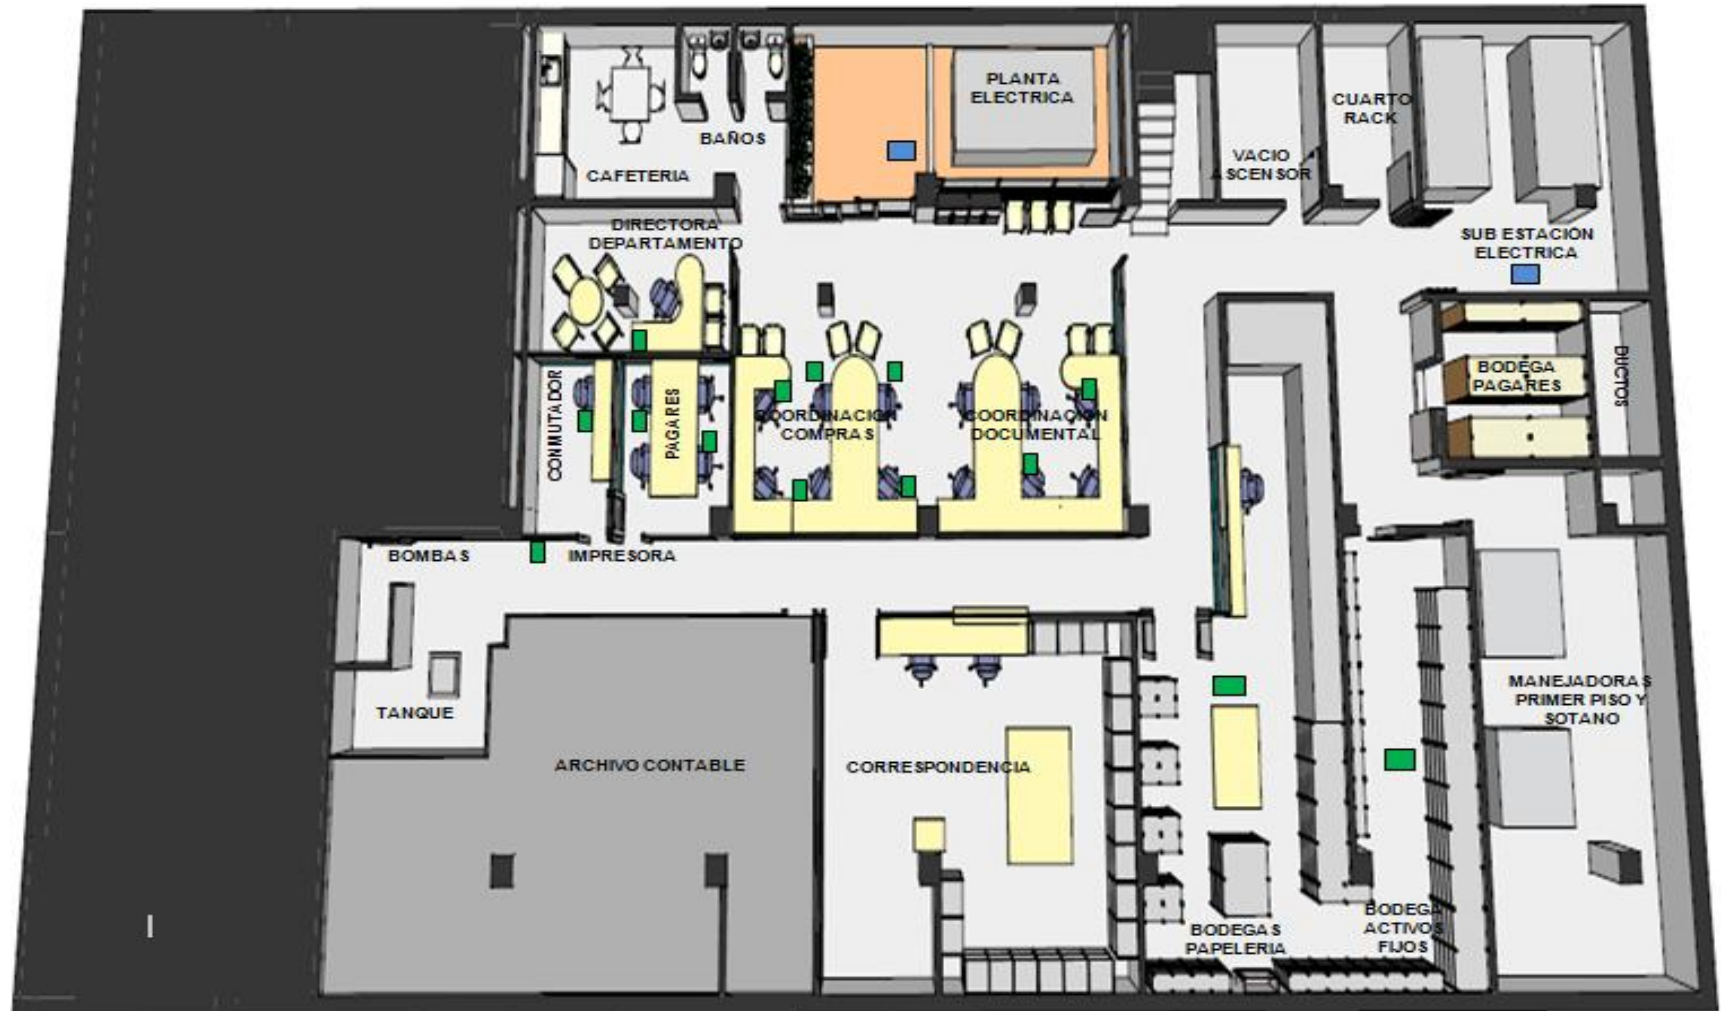 PLANTA
ELECTRICA
CUARTO
RACK
BAÑOS
VACIO
ASCENSOR
CAFETERIA
DIRECTORA
DEPARTAMENTO
SUB ESTACIÓN
ELECTRICA
CONMUTADOR
PAGARES
COORDINACION
COMPRAS
COORDINACION
DOCUMENTAL
BODEGA
PAGARES
DUCTOS
BOMBAS
IMPRESORA
TANQUE
ARCHIVO CONTABLE
CORRESPONDENCIA
MANEJADORAS
PRIMER PISO Y
SOTANO
BODEGAS
PAPELERIA
BODEGA
ACTIVOS
FIJOS